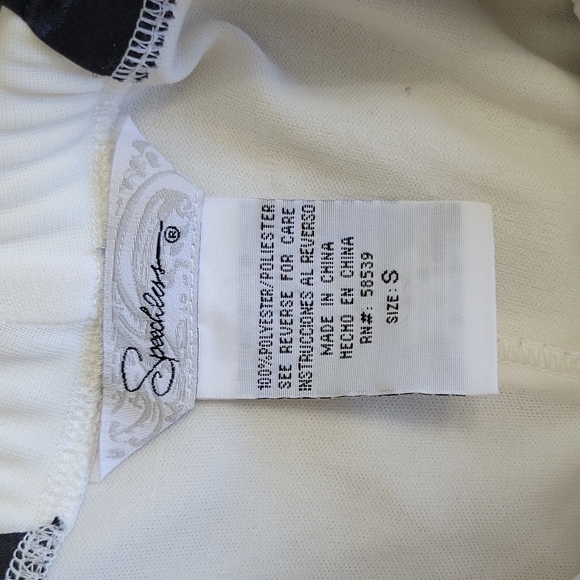 Speechless®
100%POLYESTER/POLIESTER
SEE REVERSE FOR CARE
INSTRUCCIONES AL REVERSO
MADE IN CHINA
HECHO EN CHINA
RN#: 58539
SIZE: S